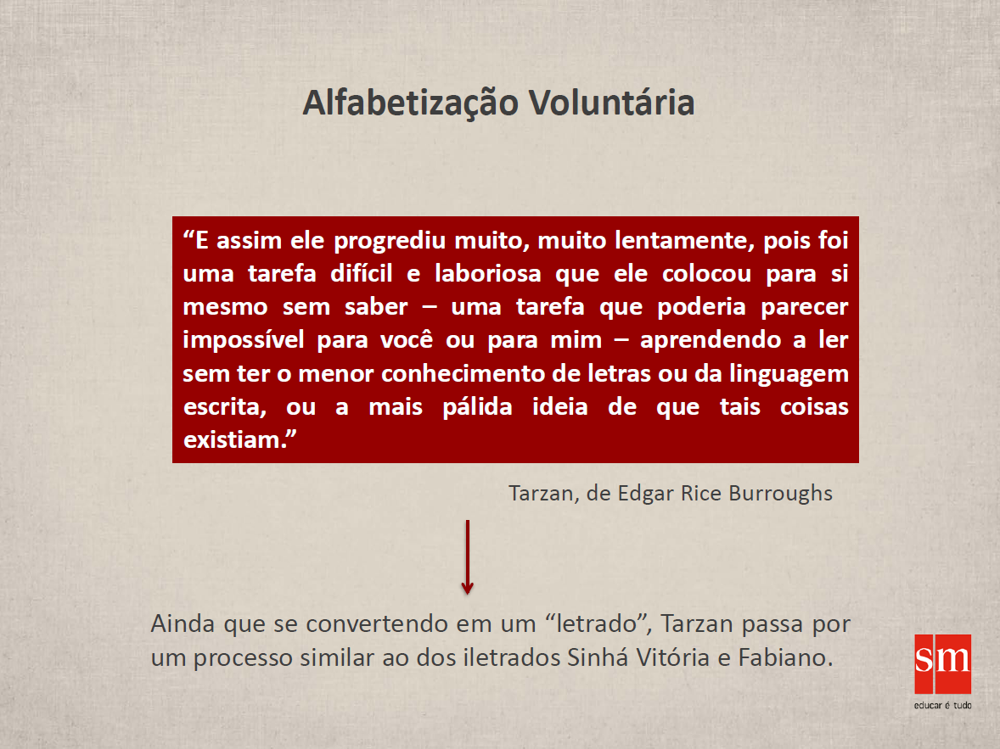 Alfabetização Voluntária
“E assim ele progrediu muito, muito lentamente, pois foi
uma tarefa difícil e laboriosa que ele colocou para si
mesmo sem saber – uma tarefa que poderia parecer
impossível para você ou para mim – aprendendo a ler
sem ter o menor conhecimento de letras ou da linguagem
escrita, ou a mais pálida ideia de que tais coisas
existiam.”
Tarzan, de Edgar Rice Burroughs
Ainda que se convertendo em um “letrado”, Tarzan passa por
um processo similar ao dos iletrados Sinhá Vitória e Fabiano.
sm
educar é tudo